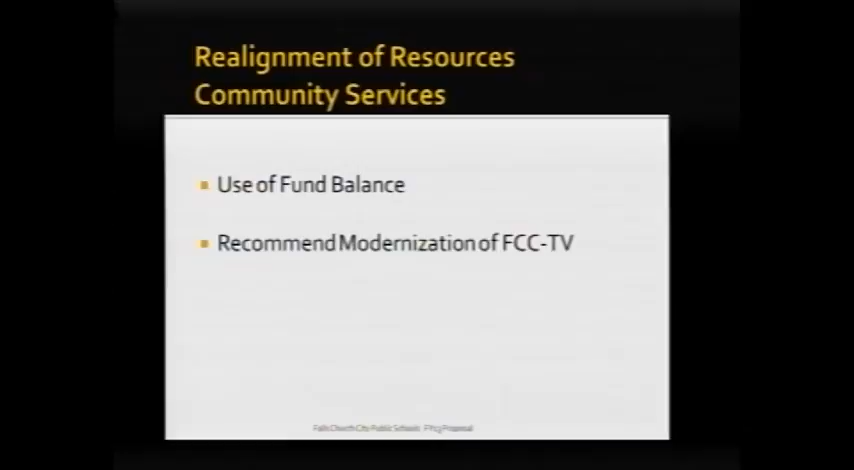 Realignment of Resources
Community Services
Use of Fund Balance
Recommend Modernization of FCC-TV
Falls Church City Public Schools FY13 Proposal